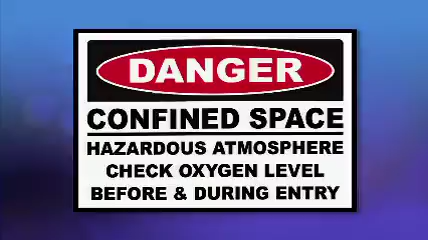 DANGER
CONFINED SPACE
HAZARDOUS ATMOSPHERE
CHECK OXYGEN LEVEL
BEFORE & DURING ENTRY